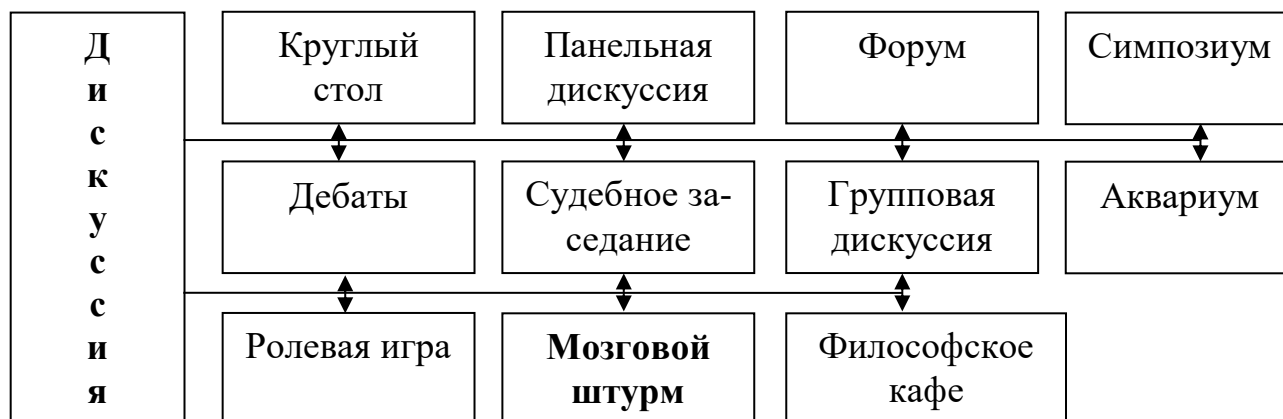 Дискуссия
Круглый
стол
Панельная
дискуссия
Форум
Симпозиум
Дебаты
Судебное за-
седание
Групповая
дискуссия
Аквариум
Ролевая игра
Мозговой
штурм
Философское
кафе